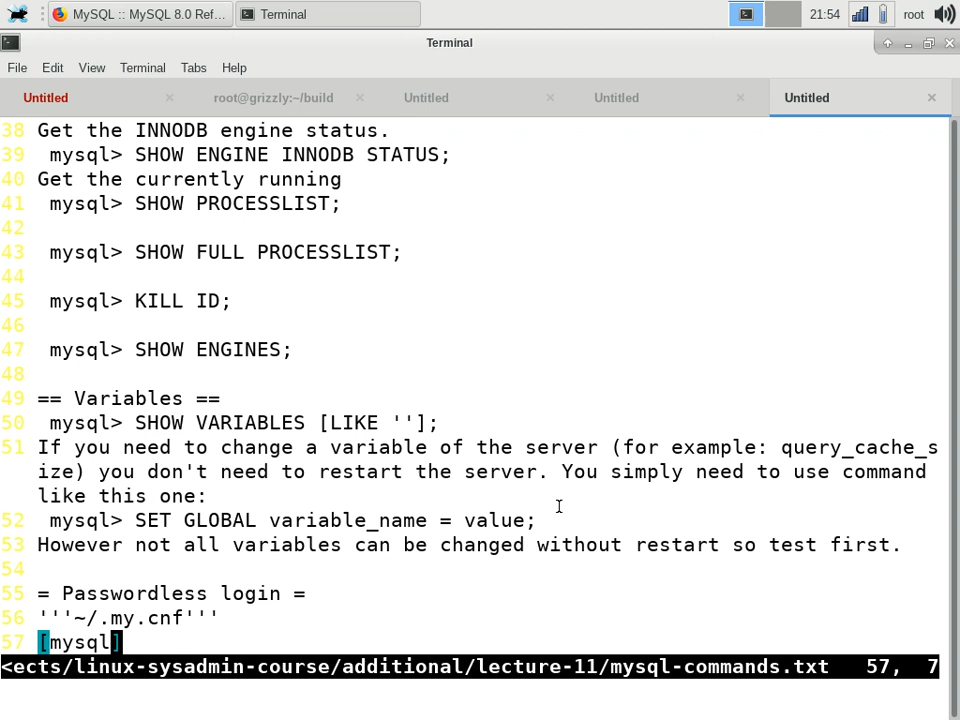 MySQL :: MySQL 8.0 Ref... Terminal 21:54 root
Terminal
File Edit View Terminal Tabs Help
Untitled root@grizzly:~/build Untitled Untitled Untitled
38 Get the INNODB engine status.
39  mysql> SHOW ENGINE INNODB STATUS;
40 Get the currently running
41  mysql> SHOW PROCESSLIST;
42
43  mysql> SHOW FULL PROCESSLIST;
44
45  mysql> KILL ID;
46
47  mysql> SHOW ENGINES;
48
49 == Variables ==
50  mysql> SHOW VARIABLES [LIKE ''];
51 If you need to change a variable of the server (for example: query_cache_s
ize) you don't need to restart the server. You simply need to use command
like this one:
52  mysql> SET GLOBAL variable_name = value;
53 However not all variables can be changed without restart so test first.
54
55 = Passwordless login =
56 '''~/.my.cnf'''
57 [mysql]
<ects/linux-sysadmin-course/additional/lecture-11/mysql-commands.txt 57, 7